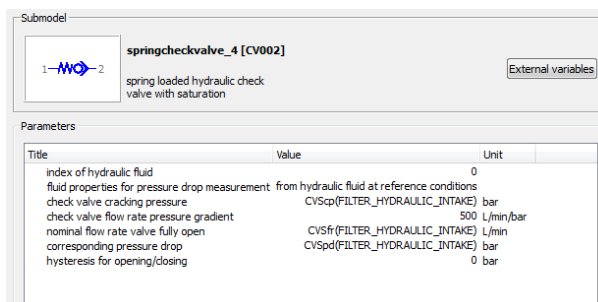 Submodel
1 2
springcheckvalve_4 [CV002]
spring loaded hydraulic check
valve with saturation
External variables
Parameters
Title Value Unit
index of hydraulic fluid 0
fluid properties for pressure drop measurement from hydraulic fluid at reference conditions
check valve cracking pressure CVScp(FILTER_HYDRAULIC_INTAKE) bar
check valve flow rate pressure gradient 500 L/min/bar
nominal flow rate valve fully open CVSfr(FILTER_HYDRAULIC_INTAKE) L/min
corresponding pressure drop CVSpd(FILTER_HYDRAULIC_INTAKE) bar
hysteresis for opening/closing 0 bar